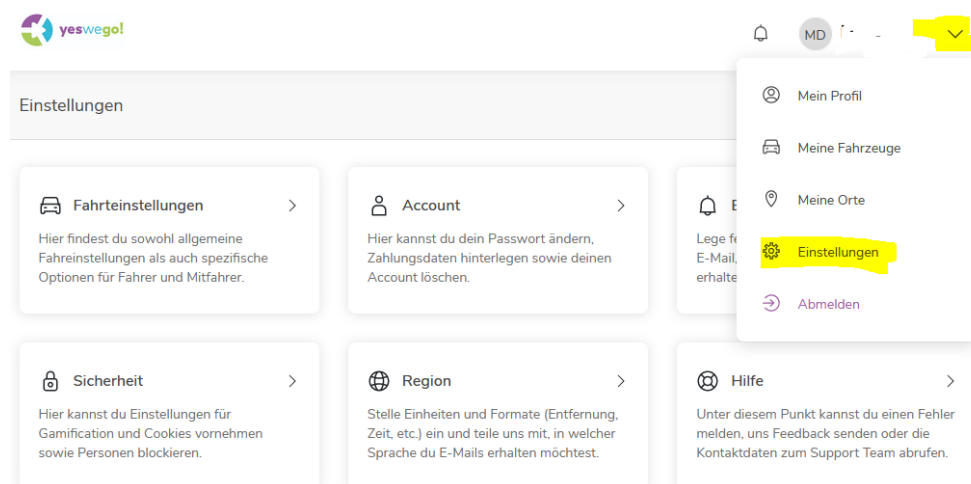 yeswego!
MD
Mein Profil
Einstellungen
Meine Fahrzeuge
Meine Orte
Einstellungen
Abmelden
Fahrteinstellungen
Hier findest du sowohl allgemeine
Fahreinstellungen als auch spezifische
Optionen für Fahrer und Mitfahrer.
Account
Hier kannst du dein Passwort ändern,
Zahlungsdaten hinterlegen sowie deinen
Account löschen.
Lege
E-Mail,
Sicherheit
Hier kannst du Einstellungen für
Gamification und Cookies vornehmen
sowie Personen blockieren.
Region
Stelle Einheiten und Formate (Entfernung,
Zeit, etc.) ein und teile uns mit, in welcher
Sprache du E-Mails erhalten möchtest.
Hilfe
Unter diesem Punkt kannst du einen Fehler
melden, uns Feedback senden oder die
Kontaktdaten zum Support Team abrufen.